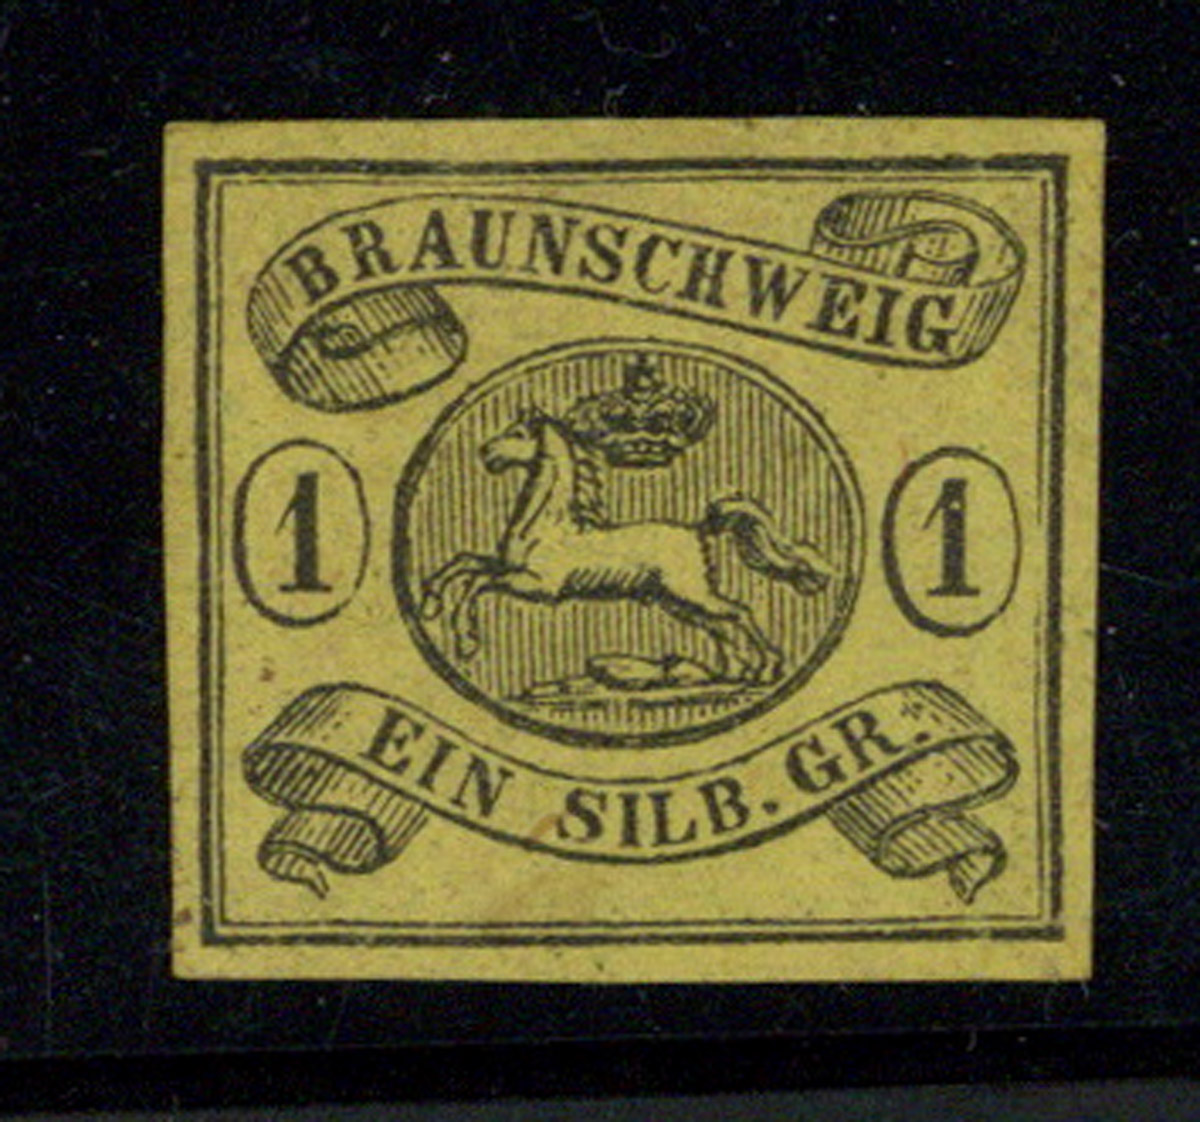 BRAUNSCHWEIG
1 1
EIN SILB. GR.